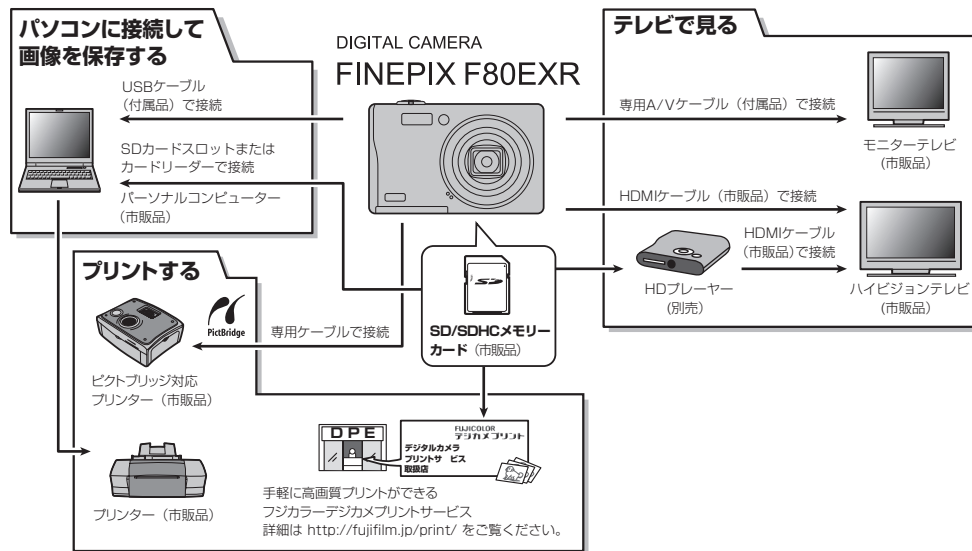 パソコンに接続して
画像を保存する
USBケーブル
（付属品）で接続
SDカードスロットまたは
カードリーダーで接続
パーソナルコンピューター
（市販品）
DIGITAL CAMERA
FINEPIX F80EXR
テレビで見る
専用A/Vケーブル（付属品）で接続
モニターテレビ
（市販品）
HDMIケーブル（市販品）で接続
HDMIケーブル
（市販品）で接続
HDプレーヤー
（別売）
ハイビジョンテレビ
（市販品）
SD
SD/SDHCメモリー
カード（市販品）
プリントする
PictBridge
専用ケーブルで接続
ピクトブリッジ対応
プリンター（市販品）
プリンター（市販品）
DPE
FUJICOLOR
デジカメプリント
デジタルカメラ
プリントサ ビス
取扱店
手軽に高画質プリントができる
フジカラーデジカメプリントサービス
詳細は http://fujifilm.jp/print/ をご覧ください。